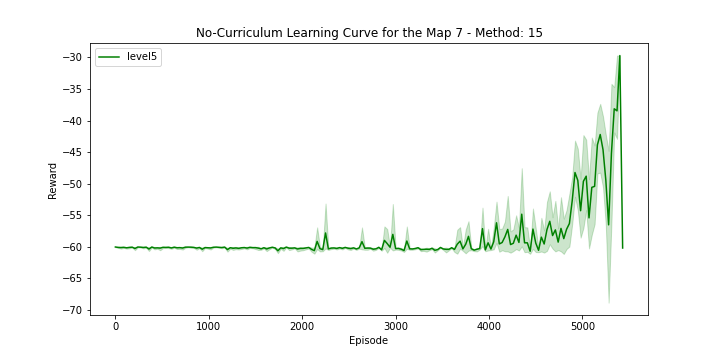 No-Curriculum Learning Curve for the Map 7 - Method: 15
level5
Reward
−30
−35
−40
−45
−50
−55
−60
−65
−70
0 1000 2000 3000 4000 5000
Episode